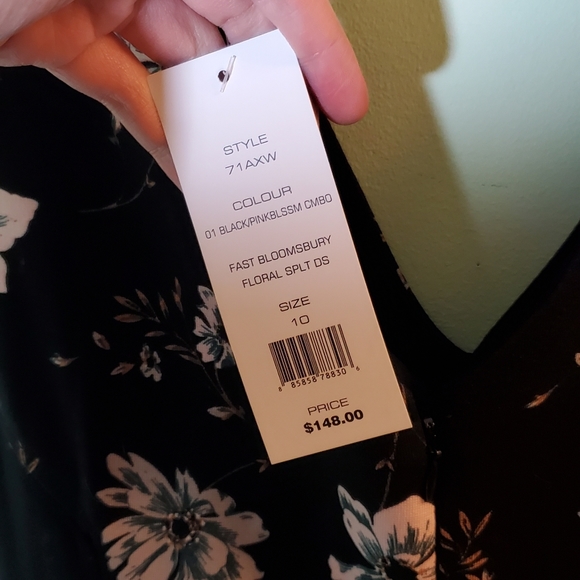 STYLE
71AXW
COLOUR
01 BLACK/PINKBLSSM CMBO
FAST BLOOMSBURY
FLORAL SPLT DS
SIZE
10
8 85858 78830 6
PRICE
$148.00